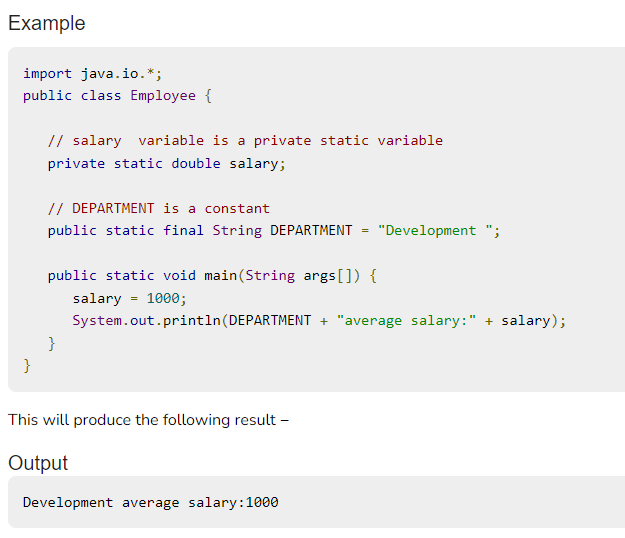 Example
import java.io.*;
public class Employee {
// salary  variable is a private static variable
private static double salary;
// DEPARTMENT is a constant
public static final String DEPARTMENT = "Development ";
public static void main(String args[]) {
salary = 1000;
System.out.println(DEPARTMENT + "average salary:" + salary);
}
}
This will produce the following result –
Output
Development average salary:1000